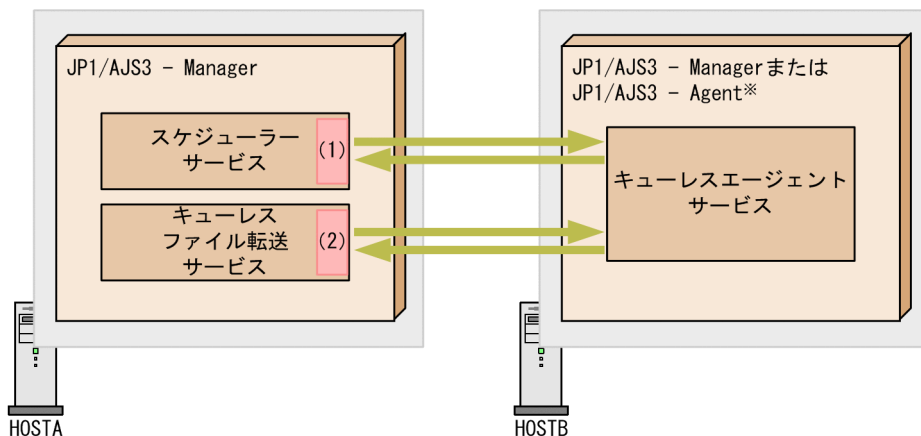 JP1/AJS3 - Manager
スケジューラー
サービス
(1)
キューレス
ファイル転送
サービス
(2)
HOSTA
JP1/AJS3 - Managerまたは
JP1/AJS3 - Agent※
キューレスエージェント
サービス
HOSTB